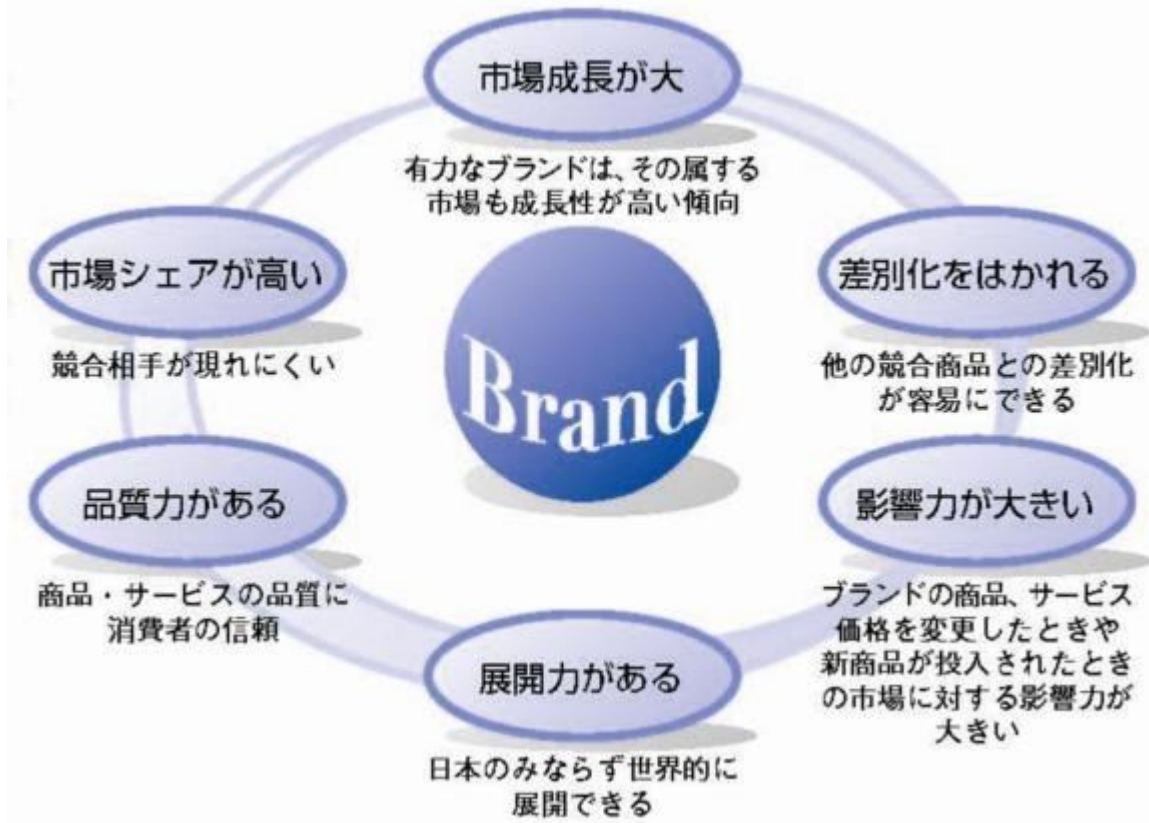 市場成長が大
有力なブランドは、その属する
市場も成長性が高い傾向
市場シェアが高い
競合相手が現れにくい
差別化をはかれる
他の競合商品との差別化
が容易にできる
Brand
品質力がある
商品・サービスの品質に
消費者の信頼
影響力が大きい
ブランドの商品、サービス
価格を変更したときや
新商品が投入されたとき
の市場に対する影響力が
大きい
展開力がある
日本のみならず世界的に
展開できる